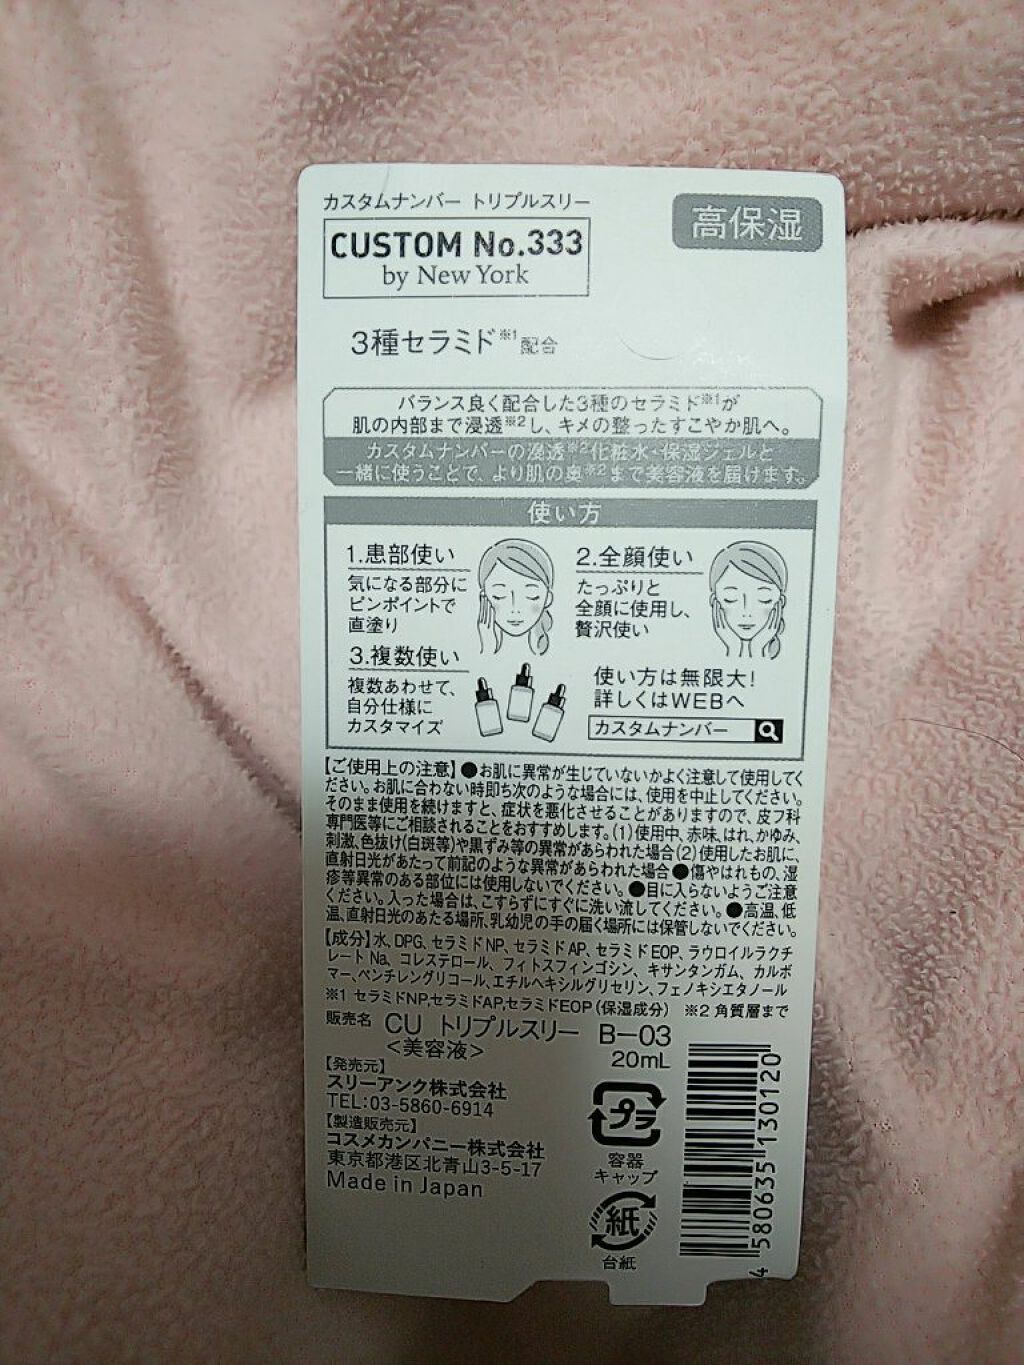 カスタムナンバー トリプルスリー
CUSTOM No.333
by New York
高保湿
3種セラミド※1配合
バランス良く配合した3種のセラミド※1が
肌の内部まで浸透※2し、キメの整ったすこやか肌へ。
カスタムナンバーの浸透※2化粧水・保湿ジェルと
一緒に使うことで、より肌の奥※2まで美容液を届けます。
使い方
1.患部使い
気になる部分に
ピンポイントで
直塗り
2.全顔使い
たっぷりと
全顔に使用し、
贅沢使い
3.複数使い
複数あわせて、
自分仕様に
カスタマイズ
使い方は無限大!
詳しくはWEBへ
カスタムナンバー
【ご使用上の注意】●お肌に異常が生じていないかよく注意して使用してく
ださい。お肌に合わない時即ち次のような場合には、使用を中止してください。
そのまま使用を続けますと、症状を悪化させることがありますので、皮フ科
専門医等にご相談されることをおすすめします。(1)使用中、赤味、はれ、かゆみ、
刺激、色抜け(白斑等)や黒ずみ等の異常があらわれた場合(2)使用したお肌に、
直射日光があたって前記のような異常があらわれた場合●傷やはれもの、湿
疹等異常のある部位には使用しないでください。●目に入らないようご注意
ください。入った場合は、こすらずにすぐに洗い流してください。●高温、低
温、直射日光のあたる場所、乳幼児の手の届く場所には保管しないでください。
【成分】水、DPG、セラミドNP、セラミドAP、セラミドEOP、ラウロイルラクチ
レートNa、コレステロール、フィトスフィンゴシン、キサンタンガム、カルボ
マー、ペンチレングリコール、エチルヘキシルグリセリン、フェノキシエタノール
※1 セラミドNP,セラミドAP,セラミドEOP(保湿成分) ※2 角質層まで
販売名 CU トリプルスリー B-03
<美容液>
20mL
【発売元】
スリーアンク株式会社
TEL:03-5860-6914
【製造販売元】
コスメカンパニー株式会社
東京都港区北青山3-5-17
Made in Japan
プラ
容器
キャップ
紙
台紙
4 580635 130120